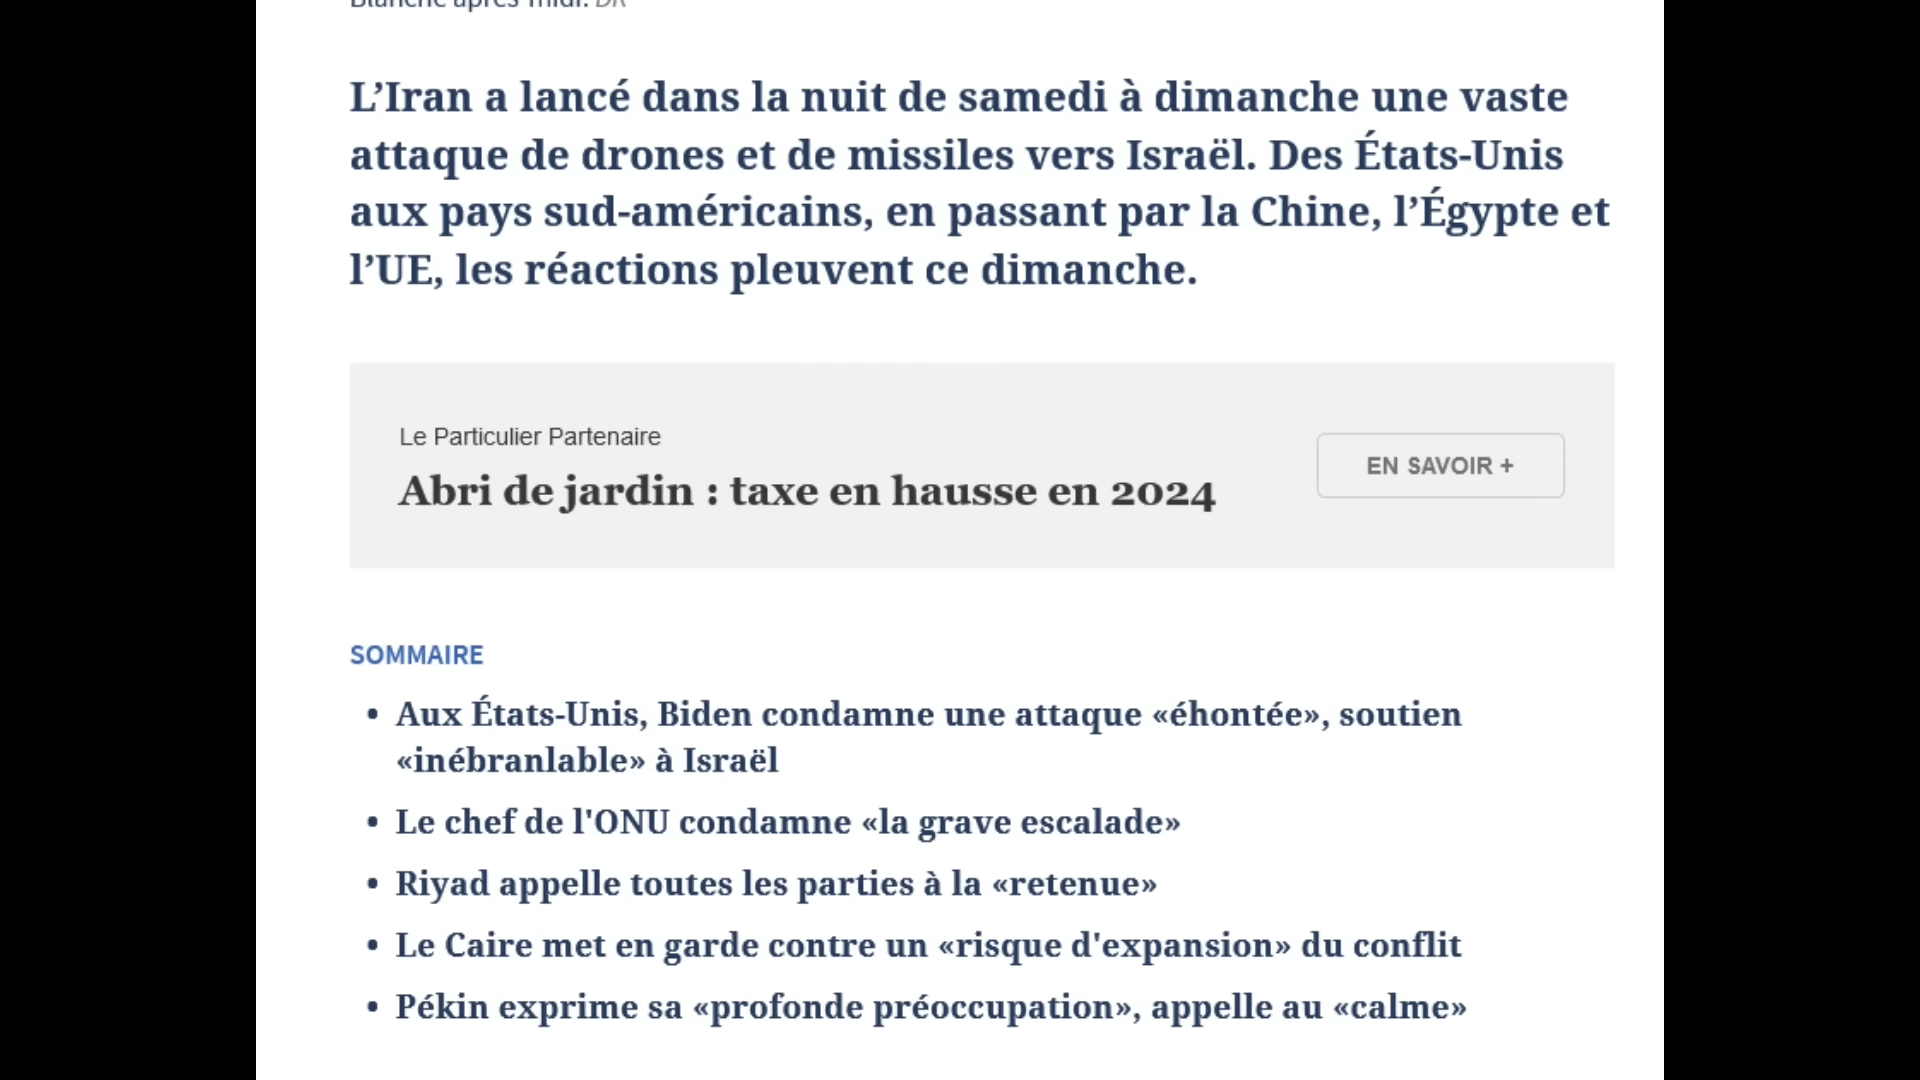 Blanche après-midi. DR
L’Iran a lancé dans la nuit de samedi à dimanche une vaste
attaque de drones et de missiles vers Israël. Des États-Unis
aux pays sud-américains, en passant par la Chine, l’Égypte et
l’UE, les réactions pleuvent ce dimanche.
Le Particulier Partenaire
Abri de jardin : taxe en hausse en 2024
EN SAVOIR +
SOMMAIRE
• Aux États-Unis, Biden condamne une attaque «éhontée», soutien
«inébranlable» à Israël
• Le chef de l'ONU condamne «la grave escalade»
• Riyad appelle toutes les parties à la «retenue»
• Le Caire met en garde contre un «risque d'expansion» du conflit
• Pékin exprime sa «profonde préoccupation», appelle au «calme»